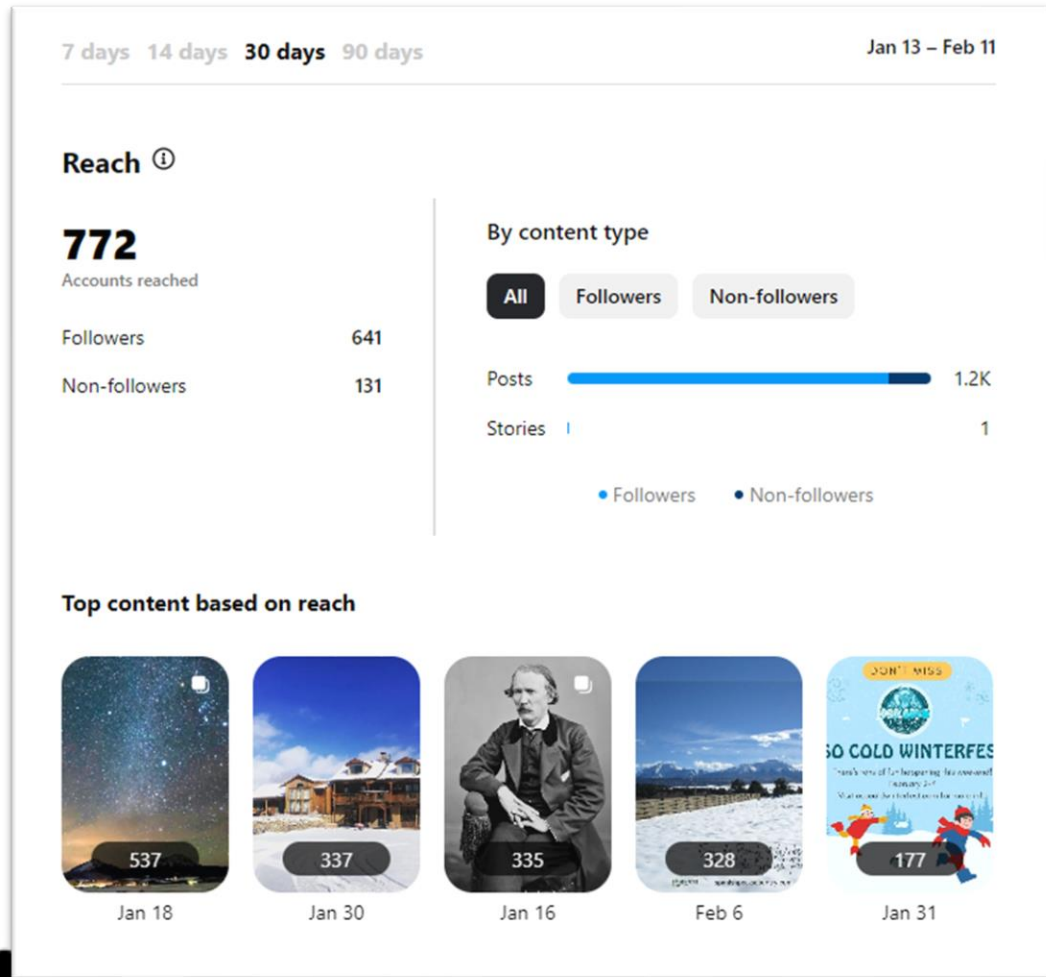 7 days 14 days 30 days 90 days
Jan 13 – Feb 11
Reach
772
Accounts reached
Followers 641
Non-followers 131
By content type
All Followers Non-followers
Posts 1.2K
Stories 1
Followers Non-followers
Top content based on reach
537
337
335
328
DON'T MISS
SO COLD WINTERFES
177
Jan 18
Jan 30
Jan 16
Feb 6
Jan 31